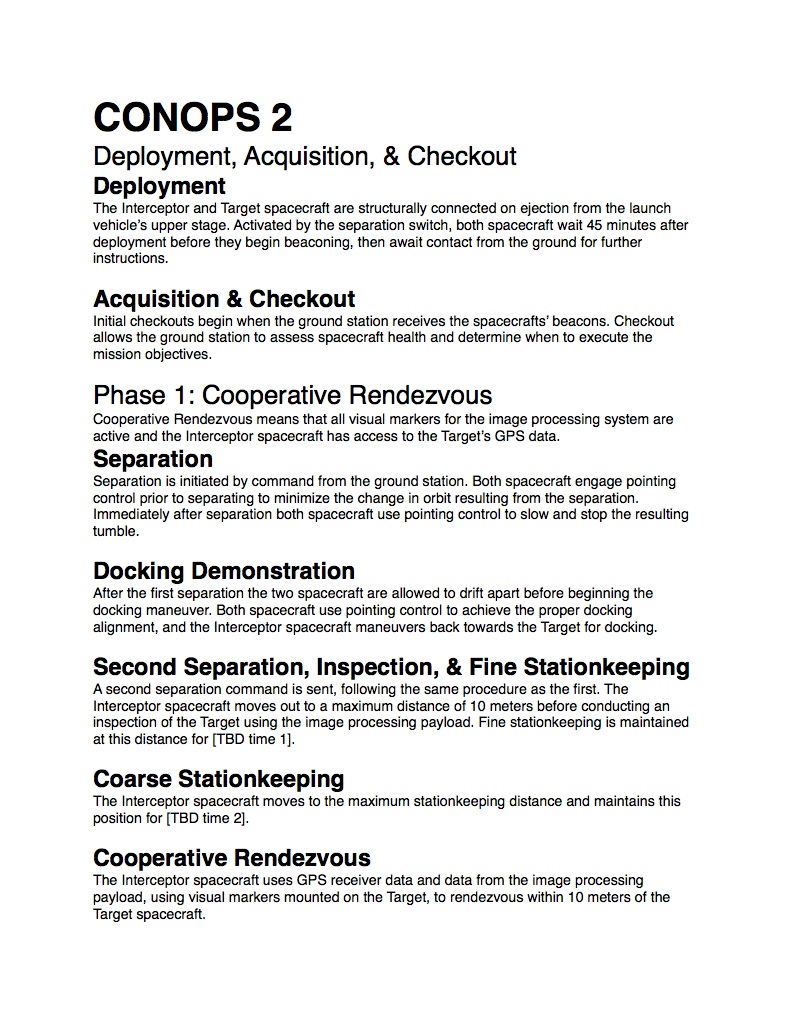 CONOPS 2
Deployment, Acquisition, & Checkout
Deployment
The Interceptor and Target spacecraft are structurally connected on ejection from the launch
vehicle’s upper stage. Activated by the separation switch, both spacecraft wait 45 minutes after
deployment before they begin beaconing, then await contact from the ground for further
instructions.
Acquisition & Checkout
Initial checkouts begin when the ground station receives the spacecrafts’ beacons. Checkout
allows the ground station to assess spacecraft health and determine when to execute the
mission objectives.
Phase 1: Cooperative Rendezvous
Cooperative Rendezvous means that all visual markers for the image processing system are
active and the Interceptor spacecraft has access to the Target’s GPS data.
Separation
Separation is initiated by command from the ground station. Both spacecraft engage pointing
control prior to separating to minimize the change in orbit resulting from the separation.
Immediately after separation both spacecraft use pointing control to slow and stop the resulting
tumble.
Docking Demonstration
After the first separation the two spacecraft are allowed to drift apart before beginning the
docking maneuver. Both spacecraft use pointing control to achieve the proper docking
alignment, and the Interceptor spacecraft maneuvers back towards the Target for docking.
Second Separation, Inspection, & Fine Stationkeeping
A second separation command is sent, following the same procedure as the first. The
Interceptor spacecraft moves out to a maximum distance of 10 meters before conducting an
inspection of the Target using the image processing payload. Fine stationkeeping is maintained
at this distance for [TBD time 1].
Coarse Stationkeeping
The Interceptor spacecraft moves to the maximum stationkeeping distance and maintains this
position for [TBD time 2].
Cooperative Rendezvous
The Interceptor spacecraft uses GPS receiver data and data from the image processing
payload, using visual markers mounted on the Target, to rendezvous within 10 meters of the
Target spacecraft.